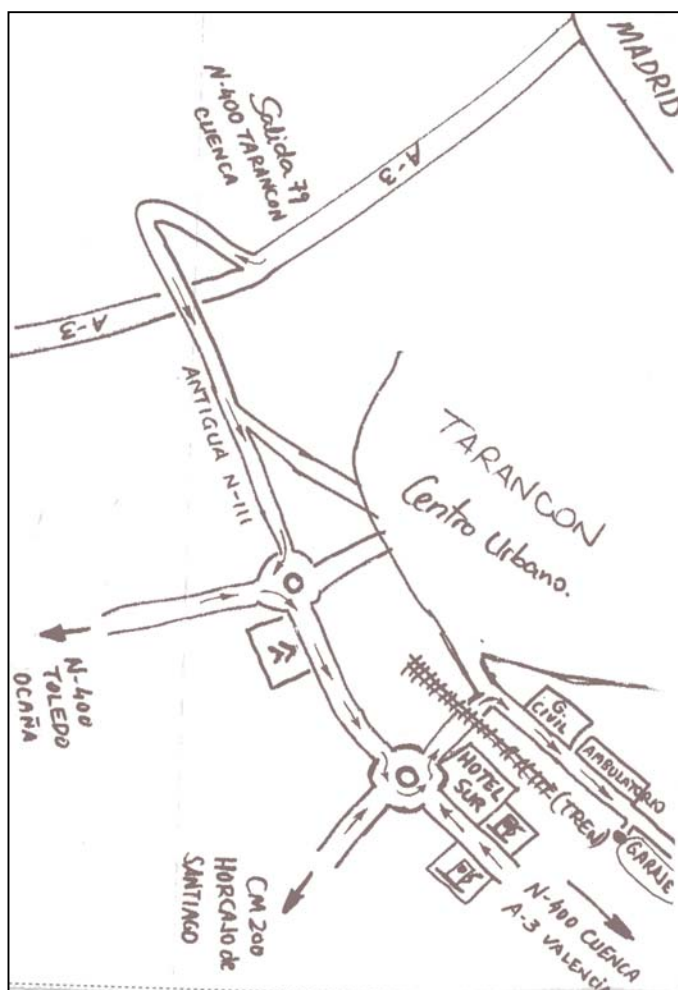 MADRID
A-3
Salida 79
N-400 TARANCON
CUENCA
A-3
ANTIGUA N-III
TARANCON
Centro Urbano.
N-400
TOLEDO
OCAÑA
G.
CIVIL
AMBULATORIO
HOTEL
SUR
(TREN)
GARAJE
CM 200
HORCAJO de
SANTIAGO
N-400 CUENCA
A-3 VALENCIA